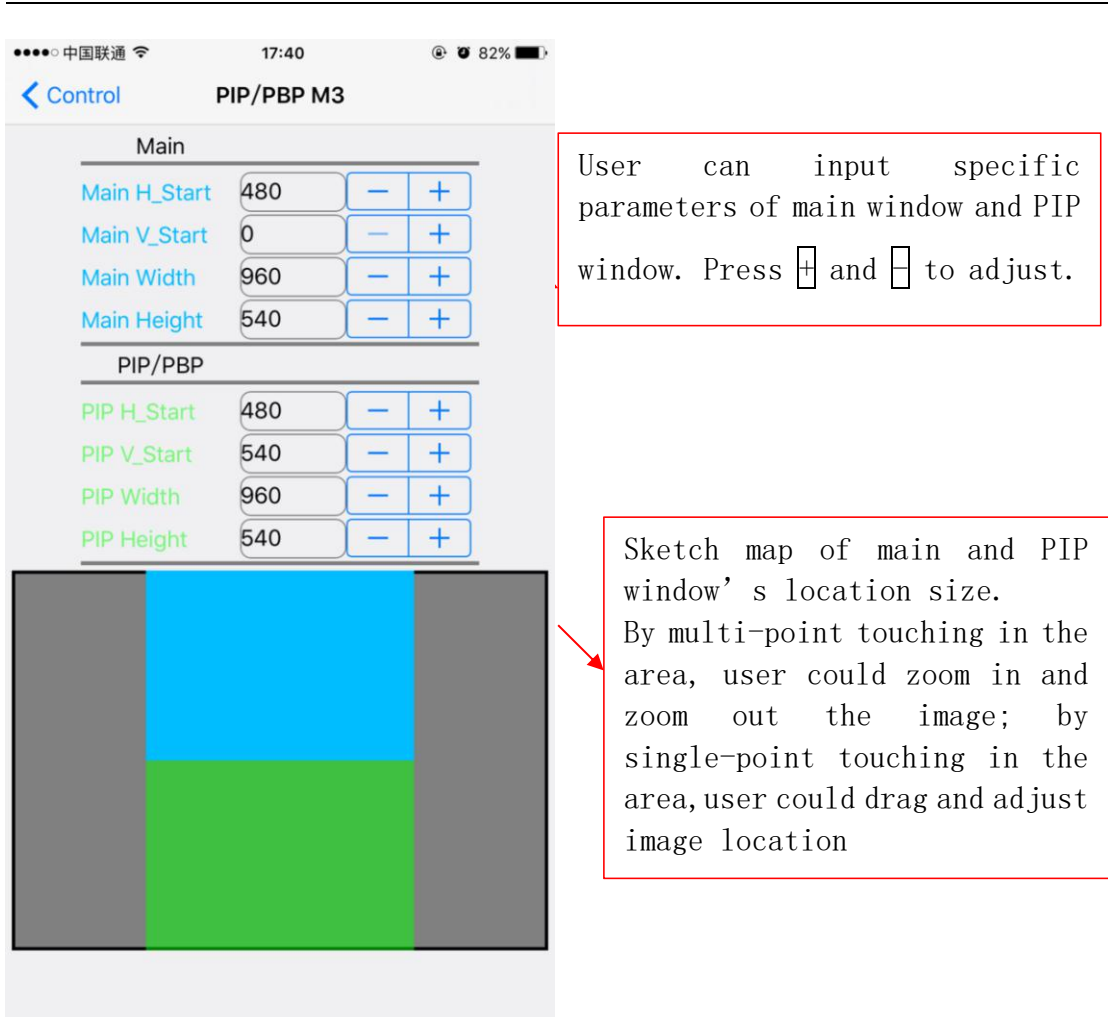 中国联通 17:40 82%
Control PIP/PBP M3
Main
Main H_Start 480 − +
Main V_Start 0 − +
Main Width 960 − +
Main Height 540 − +
PIP/PBP
PIP H_Start 480 − +
PIP V_Start 540 − +
PIP Width 960 − +
PIP Height 540 − +
User can input specific
parameters of main window and PIP
window. Press + and - to adjust.
Sketch map of main and PIP
window’s location size.
By multi-point touching in the
area, user could zoom in and
zoom out the image; by
single-point touching in the
area,user could drag and adjust
image location